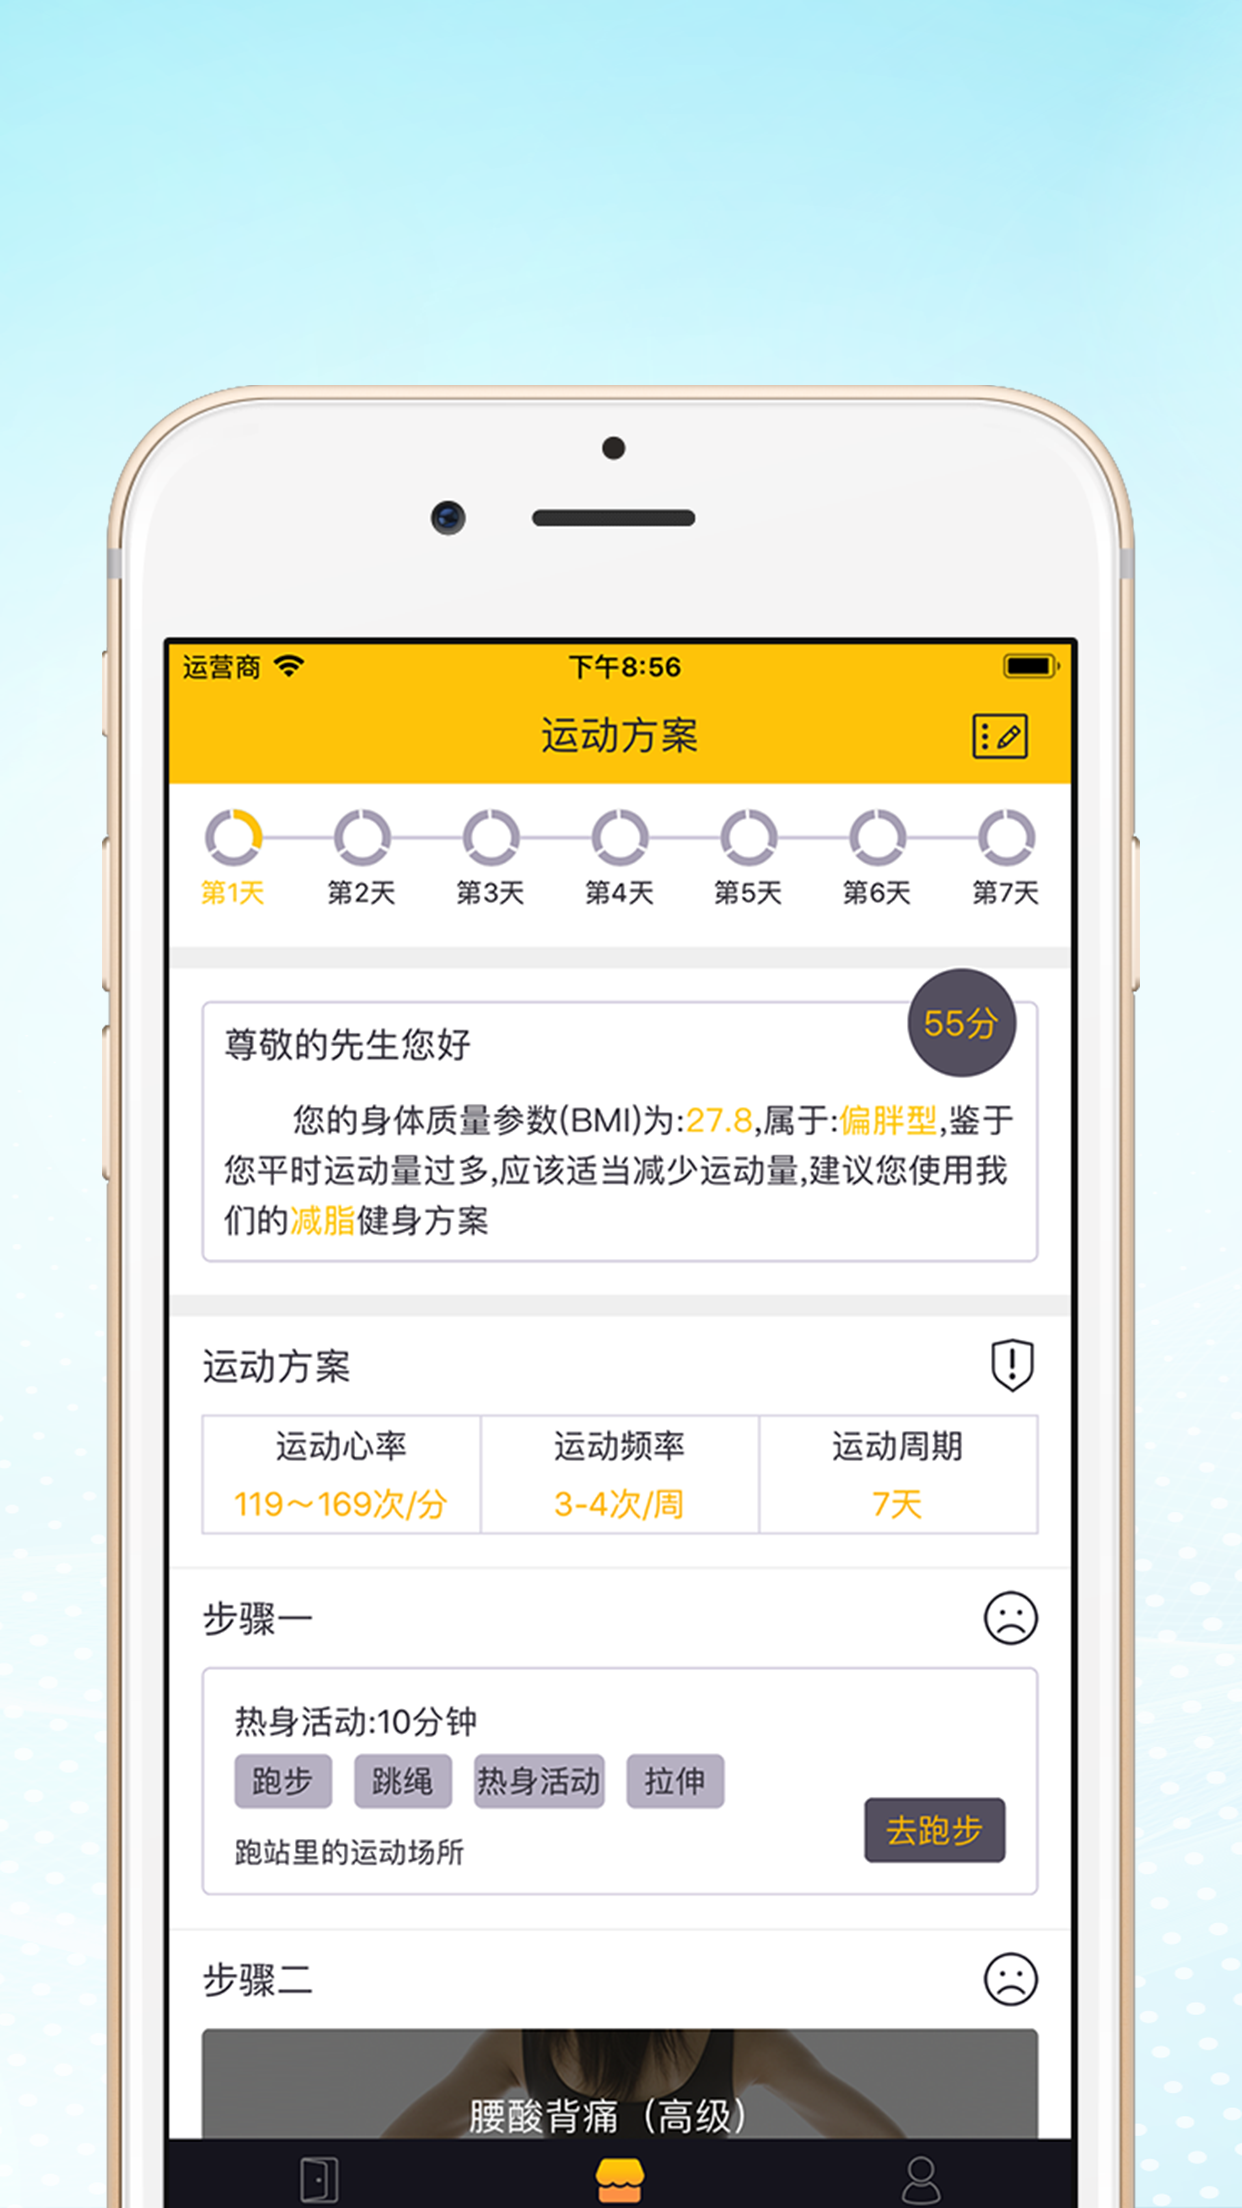 运营商
下午8:56
运动方案
第1天 第2天 第3天 第4天 第5天 第6天 第7天
55分
尊敬的先生您好
您的身体质量参数(BMI)为:27.8,属于:偏胖型,鉴于
您平时运动量过多,应该适当减少运动量,建议您使用我
们的减脂健身方案
运动方案
运动心率 运动频率 运动周期
119～169次/分 3-4次/周 7天
步骤一
热身活动:10分钟
跑步 跳绳 热身活动 拉伸
去跑步
跑站里的运动场所
步骤二
腰酸背痛（高级）